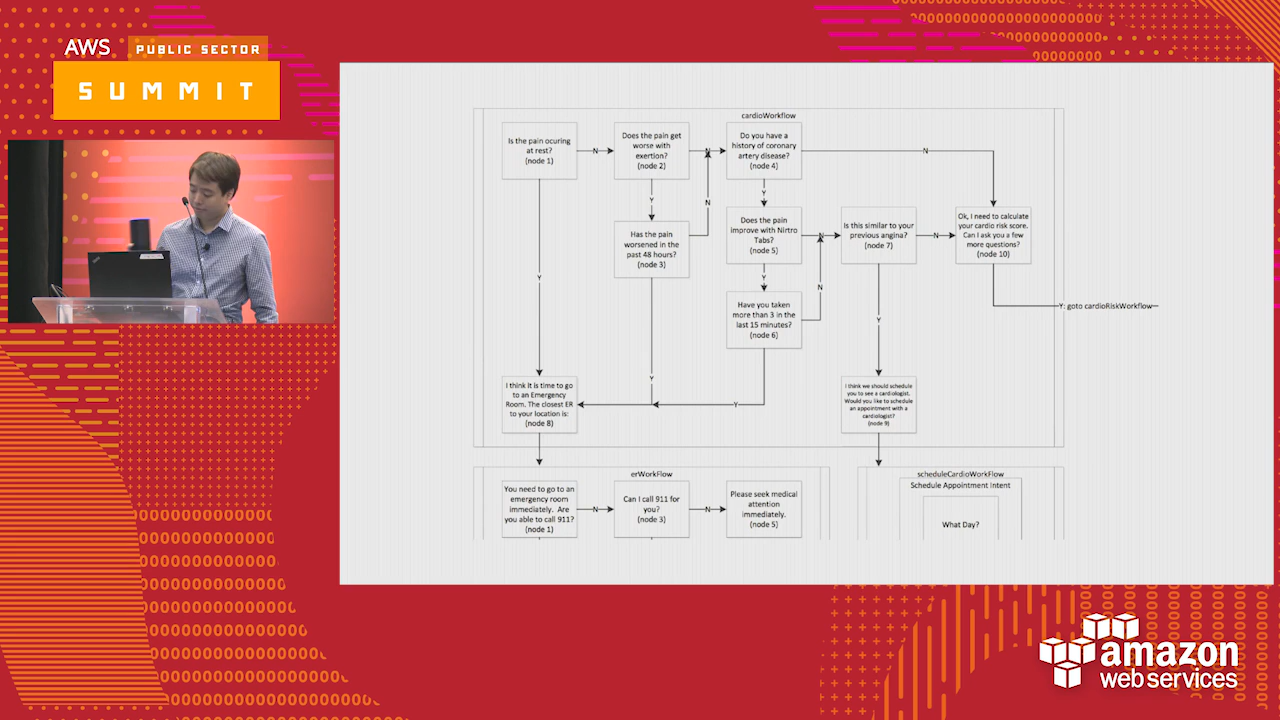 AWS PUBLIC SECTOR
SUMMIT
cardioWorkflow
Is the pain ocuring
at rest?
(node 1)
N
Does the pain get
worse with
exertion?
(node 2)
N
Do you have a
history of coronary
artery disease?
(node 4)
N
Y
Y
N
Has the pain
worsened in the
past 48 hours?
(node 3)
Does the pain
improve with Nirtro
Tabs?
(node 5)
N
Is this similar to your
previous angina?
(node 7)
N
Ok, I need to calculate
your cardio risk score.
Can I ask you a few
more questions?
(node 10)
Y
Y
N
Have you taken
more than 3 in the
last 15 minutes?
(node 6)
Y: goto cardioRiskWorkflow
Y
Y
I think it is time to go
to an Emergency
Room. The closest ER
to your location is:
(node 8)
Y
I think we should schedule
you to see a cardiologist.
Would you like to schedule
an appointment with a
cardiologist?
(node 9)
erWorkFlow
You need to go to an
emergency room
immediately. Are
you able to call 911?
(node 1)
N
Can I call 911 for
you?
(node 3)
N
Please seek medical
attention
immediately.
(node 5)
scheduleCardioWorkFlow
Schedule Appointment Intent
What Day?
amazon
web services